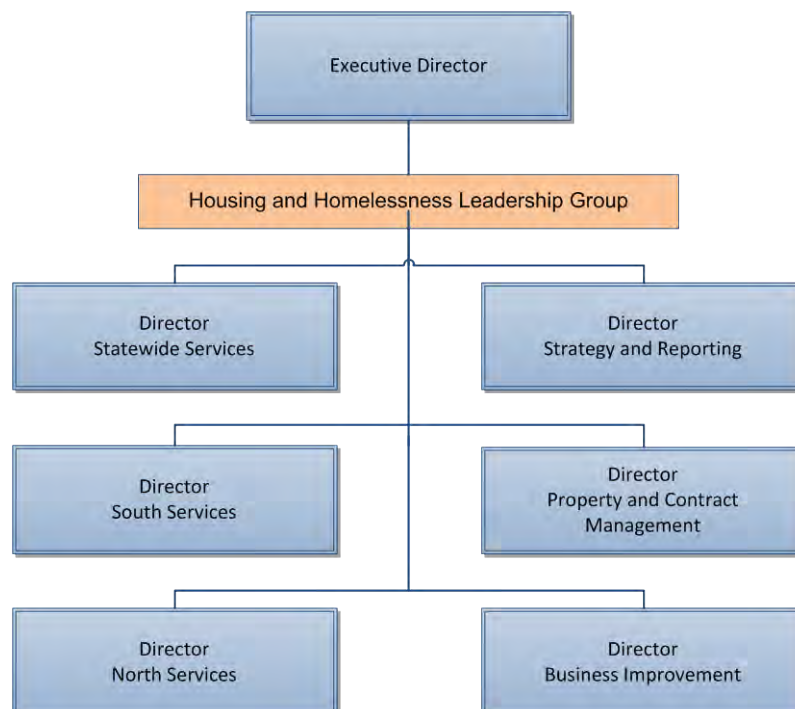 Executive Director
Housing and Homelessness Leadership Group
Director
Statewide Services
Director
Strategy and Reporting
Director
South Services
Director
Property and Contract
Management
Director
North Services
Director
Business Improvement